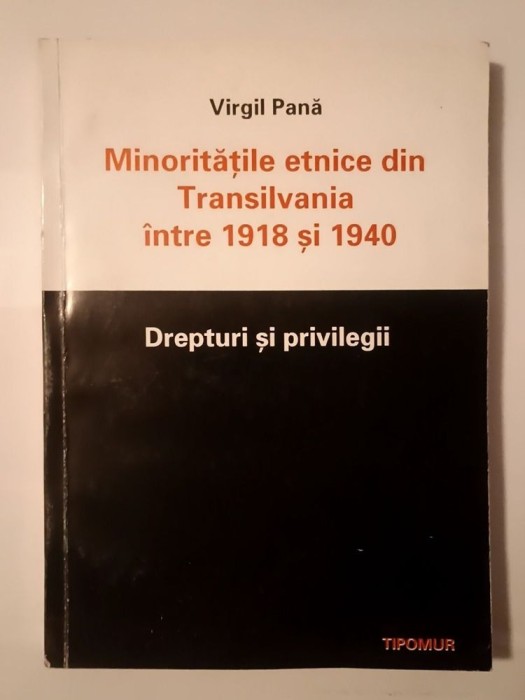 Virgil Pană
Minoritățile etnice din
Transilvania
între 1918 și 1940
Drepturi și privilegii
TIPOMUR